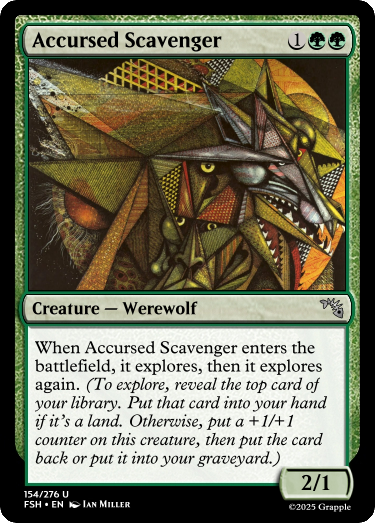 Accursed Scavenger 1
Creature — Werewolf
When Accursed Scavenger enters the
battlefield, it explores, then it explores
again. (To explore, reveal the top card of
your library. Put that card into your hand
if it's a land. Otherwise, put a +1/+1
counter on this creature, then put the card
back or put it into your graveyard.)
2/1
154/276 U
FSH • EN Ian Miller
©2025 Grapple